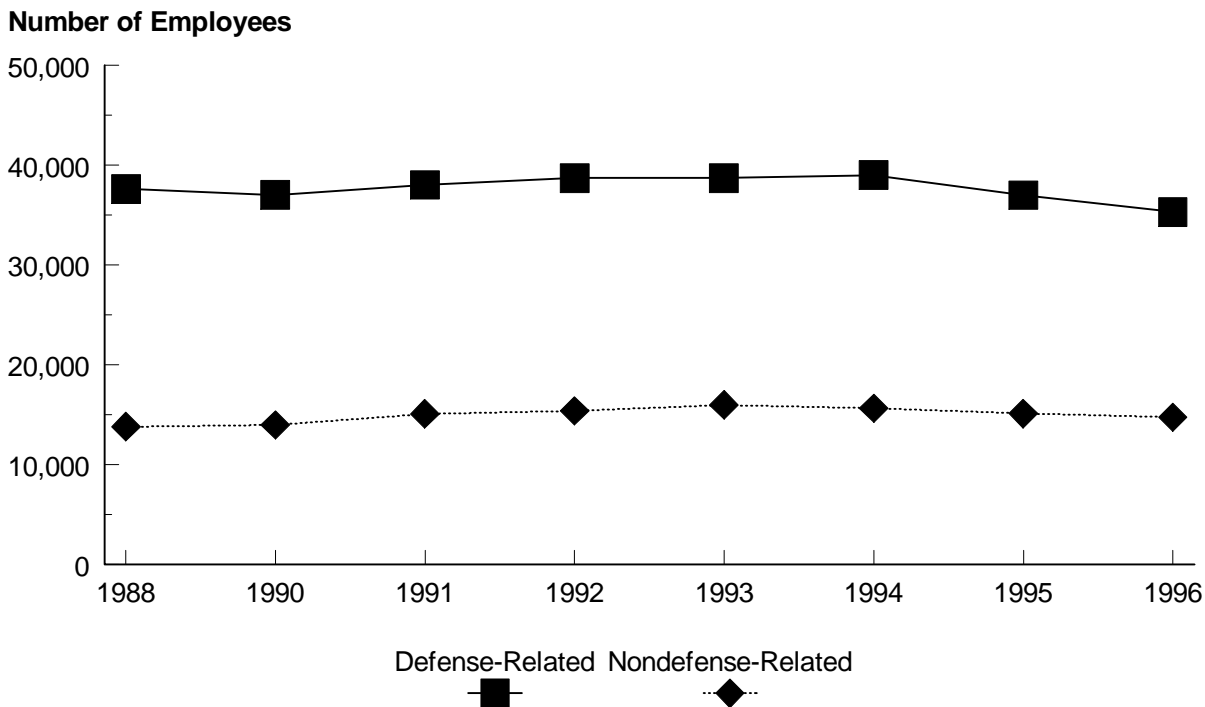 Number of Employees
50,000
40,000
30,000
20,000
10,000
0
1988 1990 1991 1992 1993 1994 1995 1996
Defense-Related Nondefense-Related